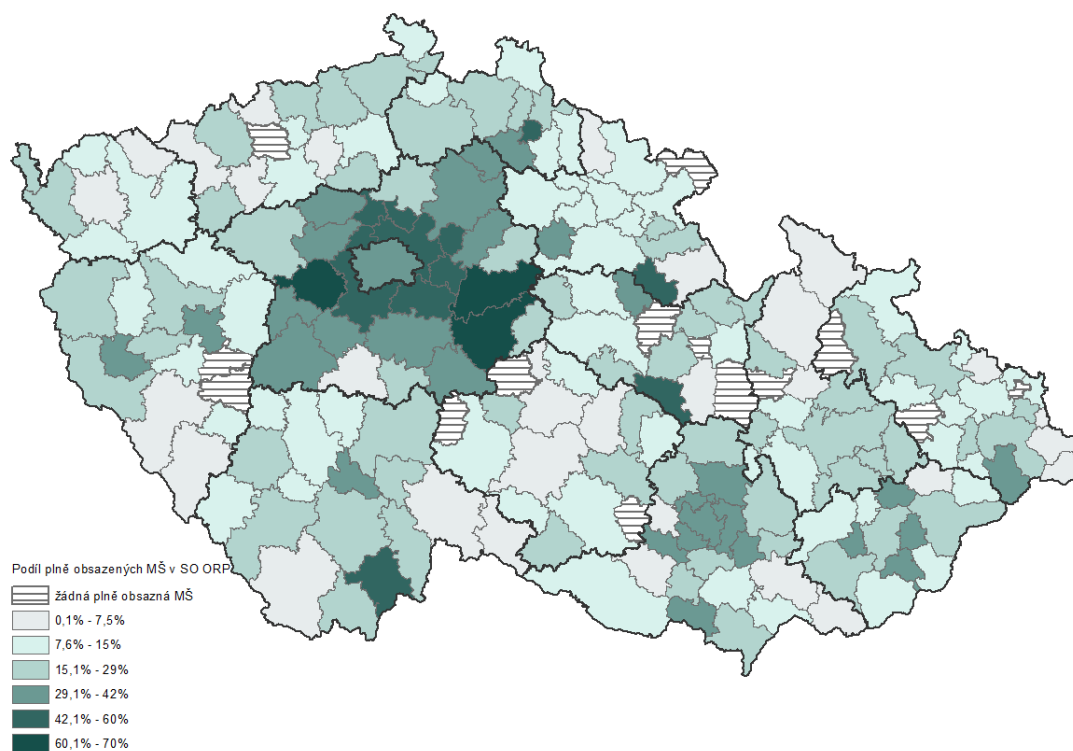 Podíl plně obsazených MŠ v SO ORP
žádná plně obsazná MŠ
0,1% - 7,5%
7,6% - 15%
15,1% - 29%
29,1% - 42%
42,1% - 60%
60,1% - 70%